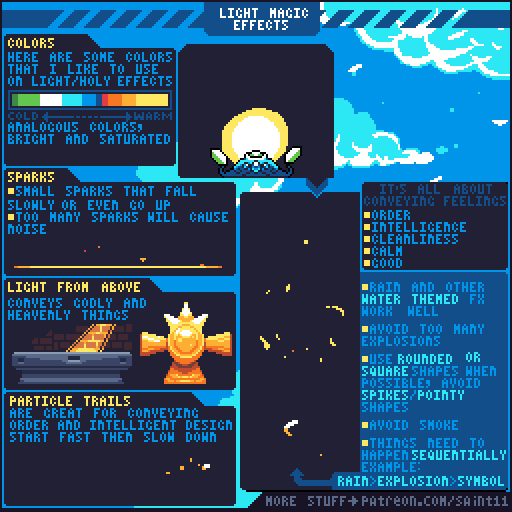 LIGHT MAGIC
EFFECTS
COLORS
HERE ARE SOME COLORS
THAT I LIKE TO USE
ON LIGHT/HOLY EFFECTS
COLD
WARM
ANALOGOUS COLORS,
BRIGHT AND SATURATED
SPARKS
SMALL SPARKS THAT FALL
SLOWLY OR EVEN GO UP
TOO MANY SPARKS WILL CAUSE
NOISE
LIGHT FROM ABOVE
CONVEYS GODLY AND
HEAVENLY THINGS
PARTICLE TRAILS
ARE GREAT FOR CONVEYING
ORDER AND INTELLIGENT DESIGN
START FAST THEN SLOW DOWN
IT'S ALL ABOUT
CONVEYING FEELINGS
ORDER
INTELLIGENCE
CLEANLINESS
CALM
GOOD
RAIN AND OTHER
WATER THEMED FX
WORK WELL
AVOID TOO MANY
EXPLOSIONS
USE ROUNDED OR
SQUARE SHAPES WHEN
POSSIBLE, AVOID
SPIKES/POINTY
SHAPES
AVOID SMOKE
THINGS NEED TO
HAPPEN SEQUENTIALLY
EXAMPLE:
RAIN>EXPLOSION>SYMBOL
MORE STUFF→PATREON.COM/SAINT11